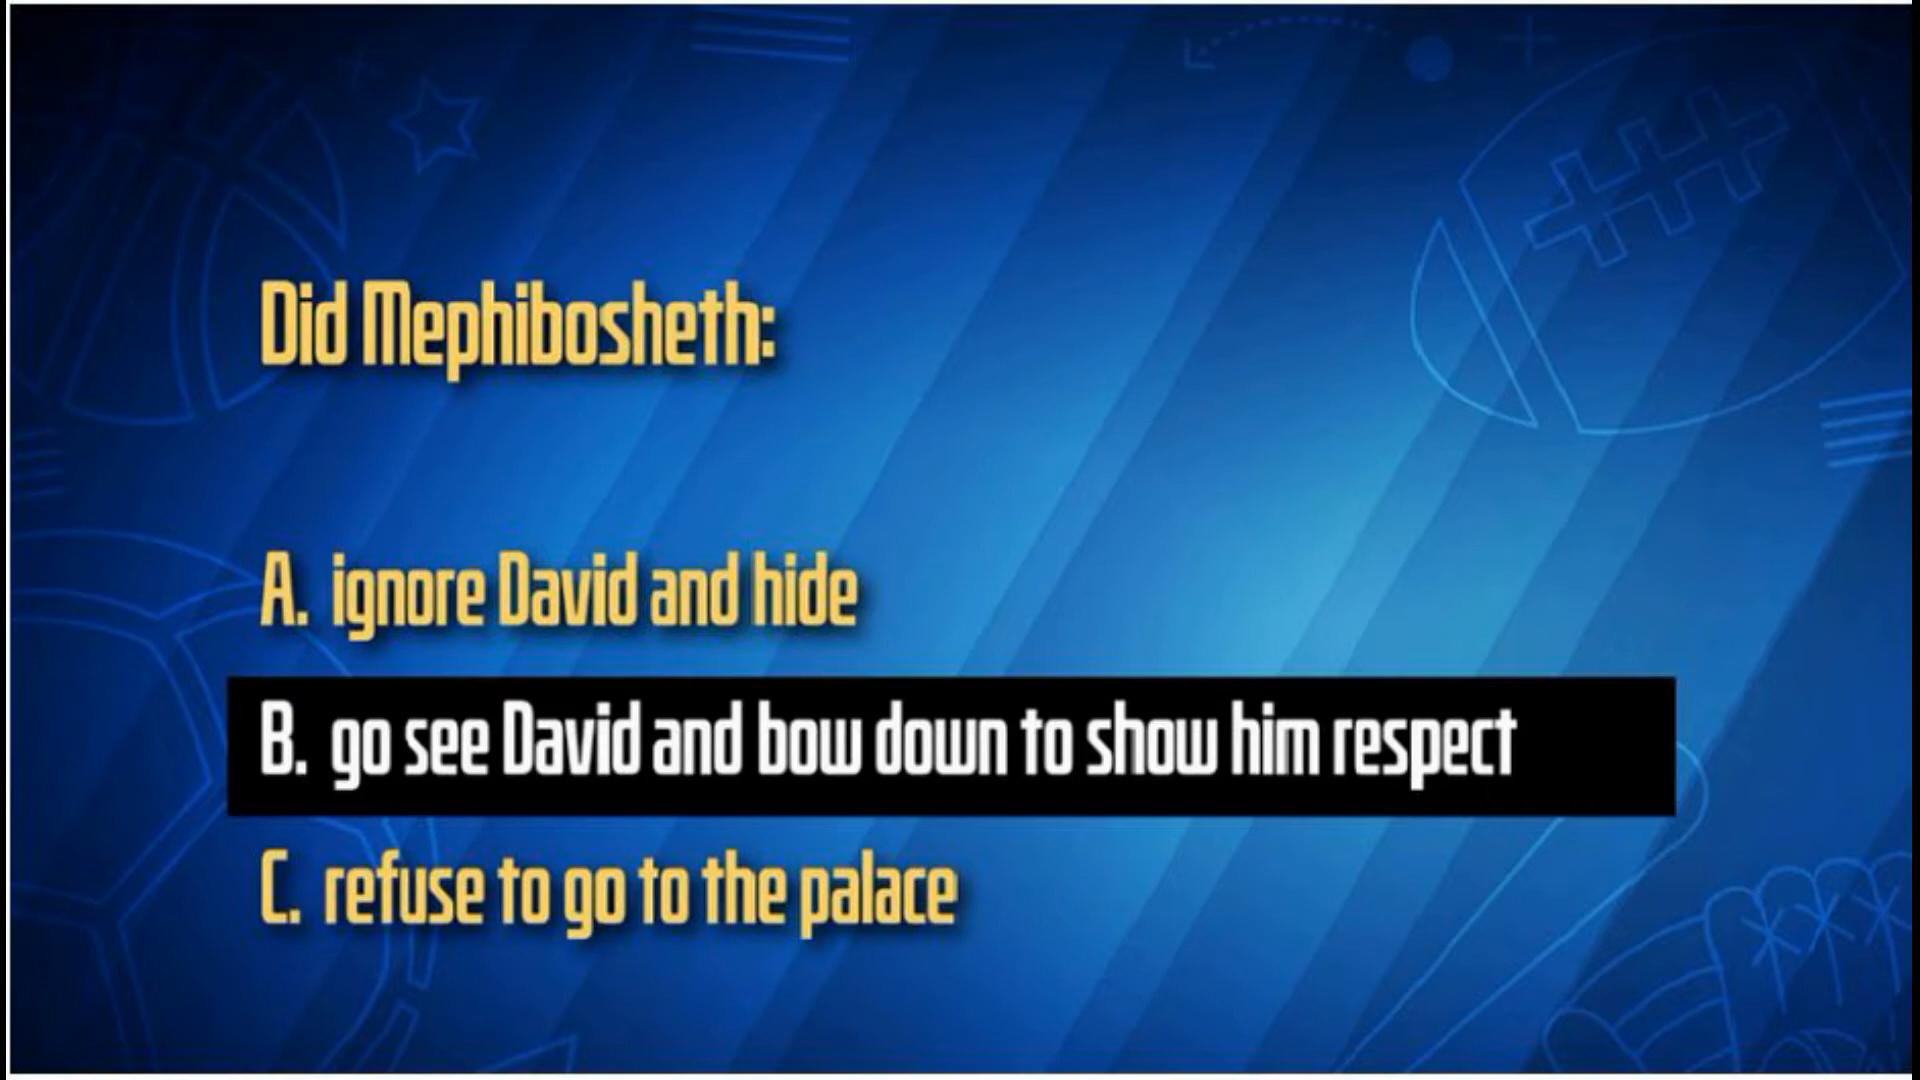 Did Mephibosheth:
A. ignore David and hide
B. go see David and bow down to show him respect
C. refuse to go to the palace